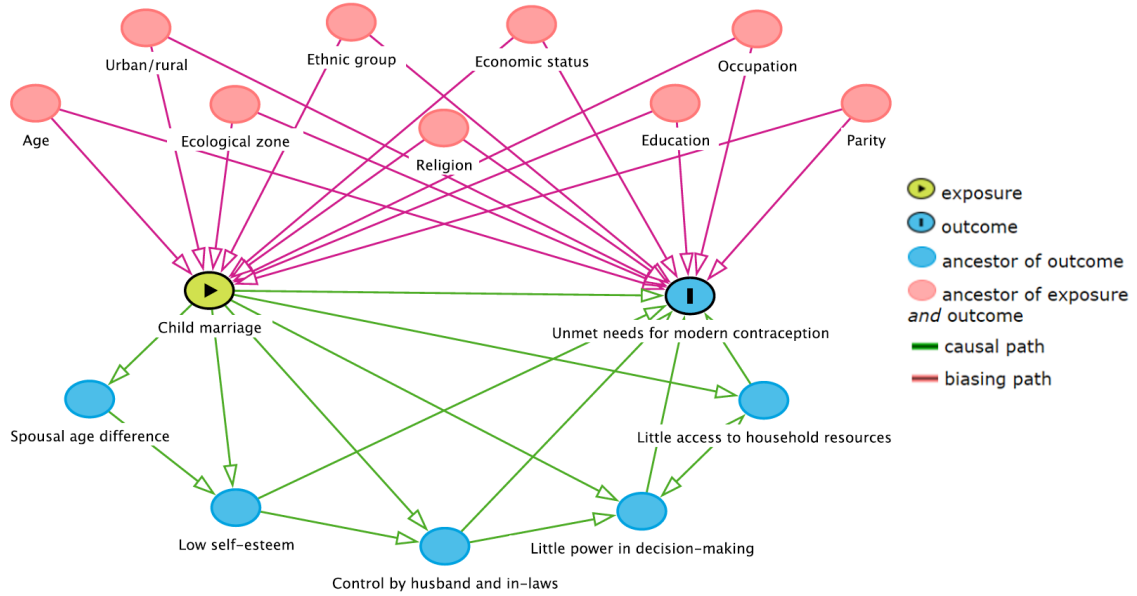 Urban/rural
Ethnic group
Economic status
Occupation
Age
Ecological zone
Religion
Education
Parity
exposure
outcome
ancestor of outcome
ancestor of exposure
and outcome
causal path
biasing path
Child marriage
Unmet needs for modern contraception
Spousal age difference
Little access to household resources
Low self-esteem
Little power in decision-making
Control by husband and in-laws